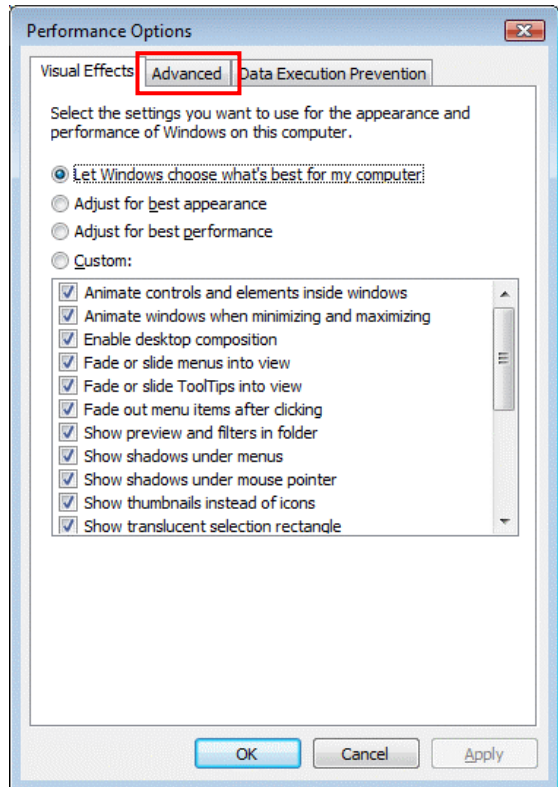 Performance Options
Visual Effects Advanced Data Execution Prevention
Select the settings you want to use for the appearance and
performance of Windows on this computer.
Let Windows choose what's best for my computer
Adjust for best appearance
Adjust for best performance
Custom:
Animate controls and elements inside windows
Animate windows when minimizing and maximizing
Enable desktop composition
Fade or slide menus into view
Fade or slide ToolTips into view
Fade out menu items after clicking
Show preview and filters in folder
Show shadows under menus
Show shadows under mouse pointer
Show thumbnails instead of icons
Show translucent selection rectangle
OK Cancel Apply